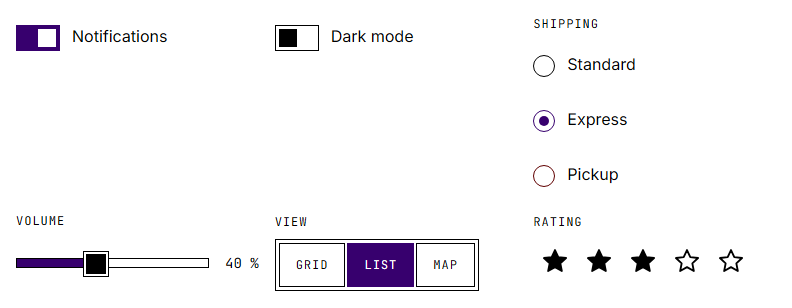 Notifications
Dark mode
SHIPPING
Standard
Express
Pickup
VOLUME
40 %
VIEW
GRID
LIST
MAP
RATING